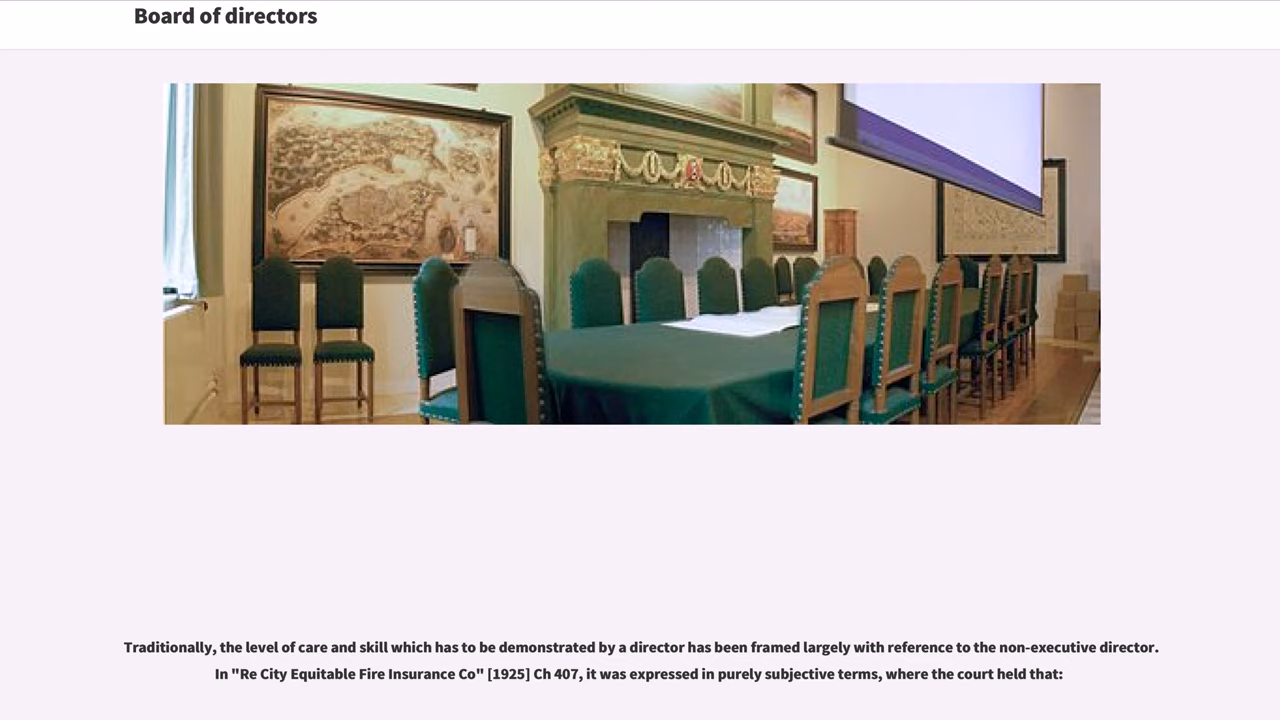 Board of directors
Traditionally, the level of care and skill which has to be demonstrated by a director has been framed largely with reference to the non-executive director.
In "Re City Equitable Fire Insurance Co" [1925] Ch 407, it was expressed in purely subjective terms, where the court held that: